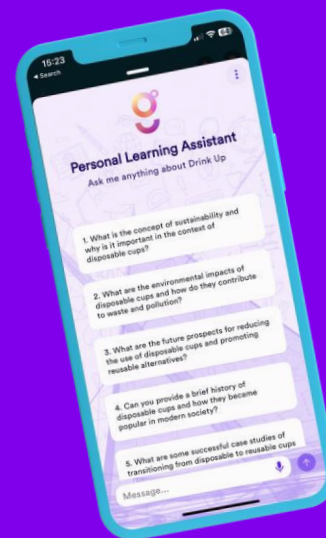 15:23
Search
Personal Learning Assistant
Ask me anything about Drink Up
1. What is the concept of sustainability and
why is it important in the context of
disposable cups?
2. What are the environmental impacts of
disposable cups and how do they contribute
to waste and pollution?
3. What are the future prospects for reducing
the use of disposable cups and promoting
reusable alternatives?
4. Can you provide a brief history of
disposable cups and how they became
popular in modern society?
5. What are some successful case studies of
transitioning from disposable to reusable cups
Message...